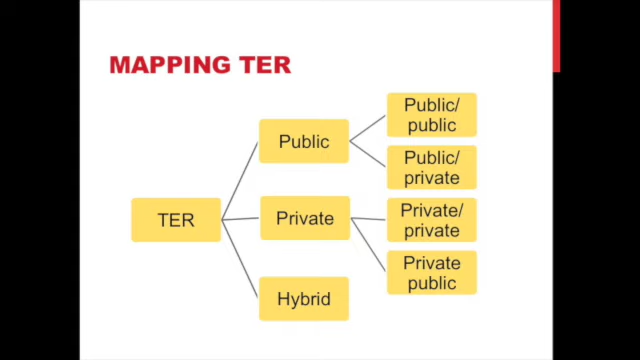 MAPPING TER
TER
Public
Private
Hybrid
Public/
public
Public/
private
Private/
private
Private
public